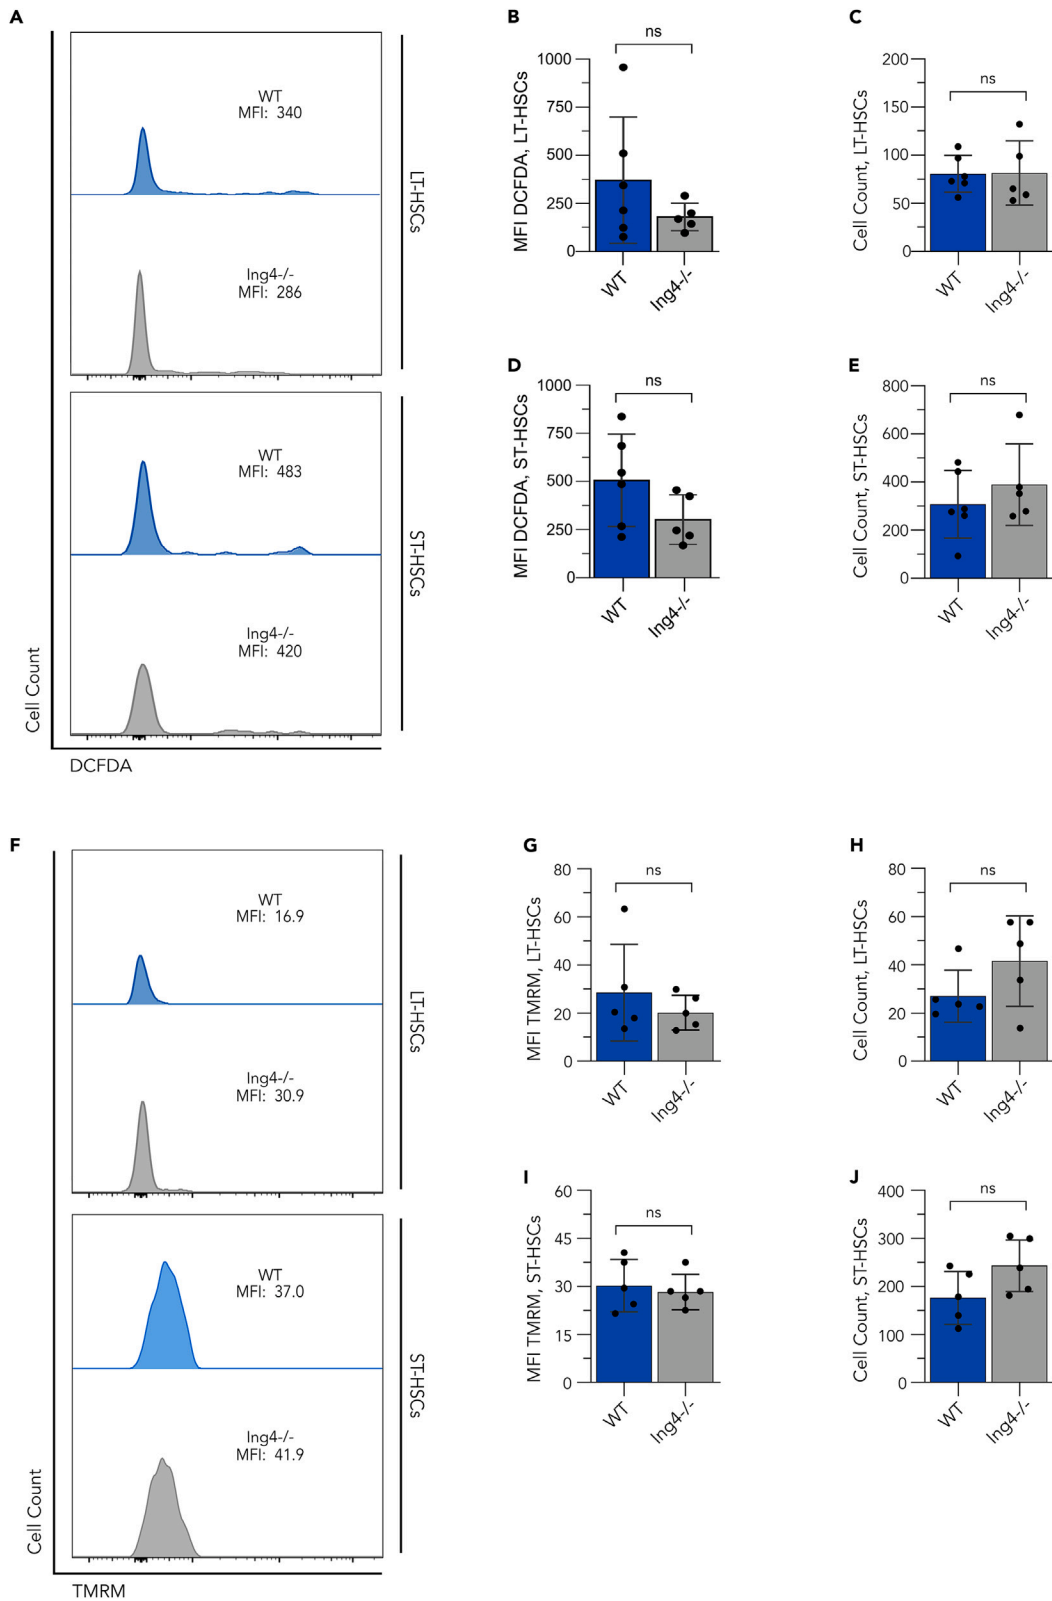 A
WT
MFI: 340
Ing4-/-
MFI: 286
LT-HSCs
WT
MFI: 483
Ing4-/-
MFI: 420
ST-HSCs
Cell Count
DCFDA
B
ns
1000
750
500
250
0
MFI DCFDA, LT-HSCs
WT
Ing4-/-
C
ns
200
150
100
50
0
Cell Count, LT-HSCs
WT
Ing4-/-
D
ns
1000
750
500
250
0
MFI DCFDA, ST-HSCs
WT
Ing4-/-
E
ns
800
600
400
200
0
Cell Count, ST-HSCs
WT
Ing4-/-
F
WT
MFI: 16.9
Ing4-/-
MFI: 30.9
LT-HSCs
WT
MFI: 37.0
Ing4-/-
MFI: 41.9
ST-HSCs
Cell Count
TMRM
G
ns
80
60
40
20
0
MFI TMRM, LT-HSCs
WT
Ing4-/-
H
ns
80
60
40
20
0
Cell Count, LT-HSCs
WT
Ing4-/-
I
ns
60
45
30
15
0
MFI TMRM, ST-HSCs
WT
Ing4-/-
J
ns
400
300
200
100
0
Cell Count, ST-HSCs
WT
Ing4-/-